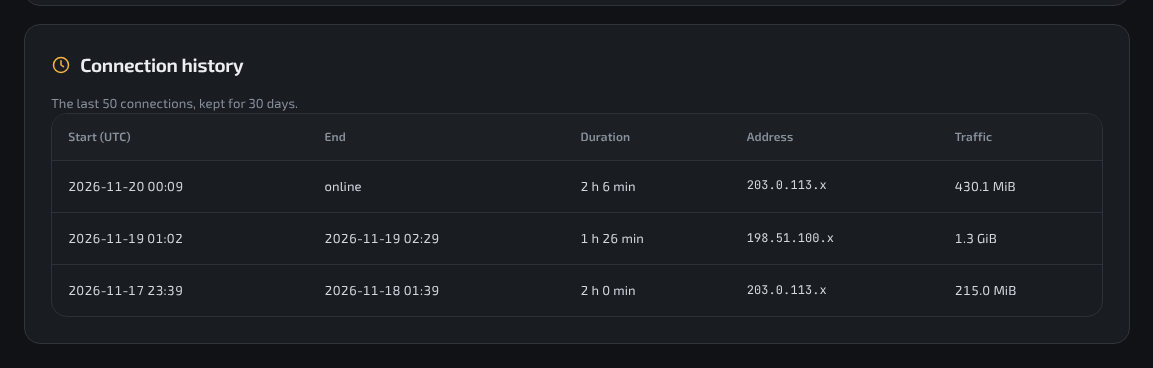 Connection history
The last 50 connections, kept for 30 days.
Start (UTC) End Duration Address Traffic
2026-11-20 00:09 online 2 h 6 min 203.0.113.x 430.1 MiB
2026-11-19 01:02 2026-11-19 02:29 1 h 26 min 198.51.100.x 1.3 GiB
2026-11-17 23:39 2026-11-18 01:39 2 h 0 min 203.0.113.x 215.0 MiB